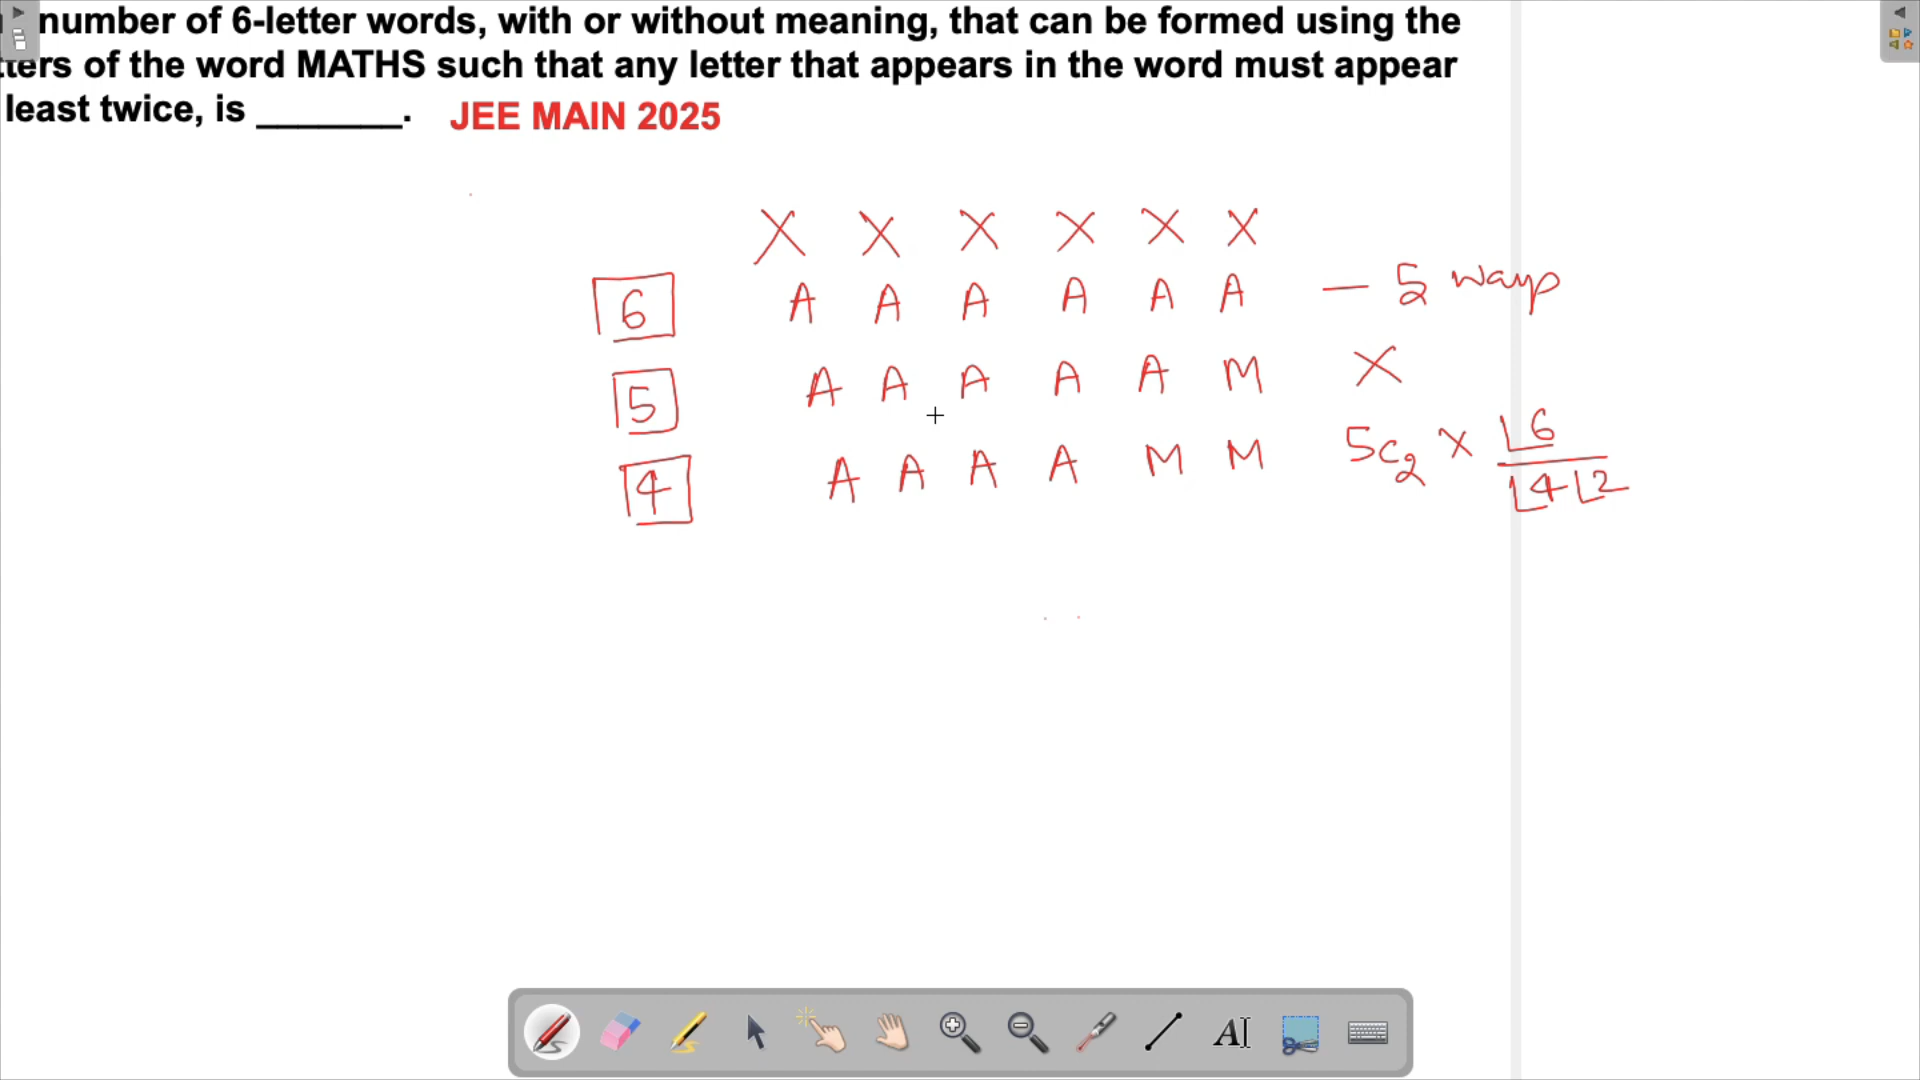 number of 6-letter words, with or without meaning, that can be formed using the
ters of the word MATHS such that any letter that appears in the word must appear
least twice, is _______. JEE MAIN 2025
X X X X X X
6 A A A A A A — 5 ways
5 A A A A A M X
4 A A A A M M 5C₂ × ⌊6 / ⌊4 ⌊2